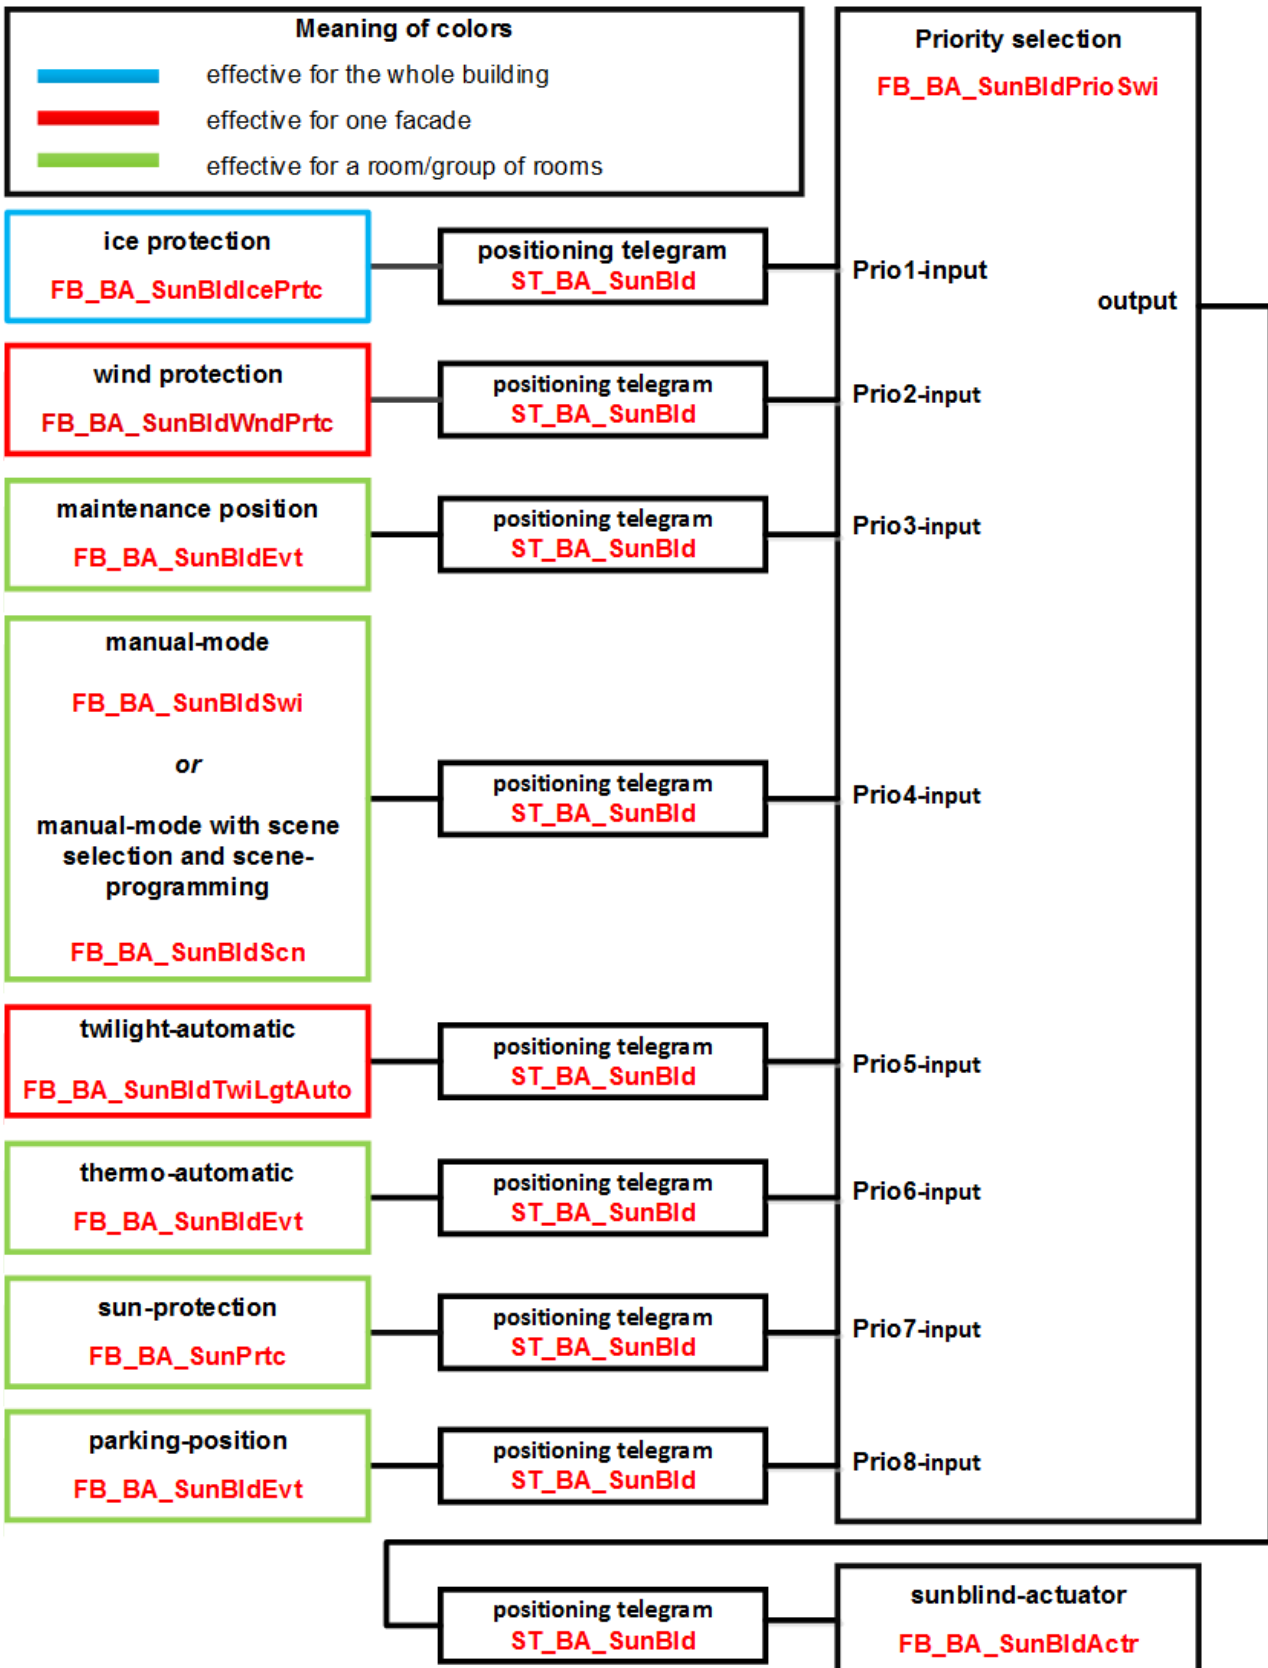 Meaning of colors
effective for the whole building
effective for one facade
effective for a room/group of rooms
Priority selection
FB_BA_SunBldPrioSwi
ice protection
FB_BA_SunBldIcePrtc
positioning telegram
ST_BA_SunBld
Prio1-input
output
wind protection
FB_BA_SunBldWndPrtc
positioning telegram
ST_BA_SunBld
Prio2-input
maintenance position
FB_BA_SunBldEvt
positioning telegram
ST_BA_SunBld
Prio3-input
manual-mode
FB_BA_SunBldSwi
or
manual-mode with scene
selection and scene-
programming
FB_BA_SunBldScn
positioning telegram
ST_BA_SunBld
Prio4-input
twilight-automatic
FB_BA_SunBldTwiLgtAuto
positioning telegram
ST_BA_SunBld
Prio5-input
thermo-automatic
FB_BA_SunBldEvt
positioning telegram
ST_BA_SunBld
Prio6-input
sun-protection
FB_BA_SunPrtc
positioning telegram
ST_BA_SunBld
Prio7-input
parking-position
FB_BA_SunBldEvt
positioning telegram
ST_BA_SunBld
Prio8-input
positioning telegram
ST_BA_SunBld
sunblind-actuator
FB_BA_SunBldActr